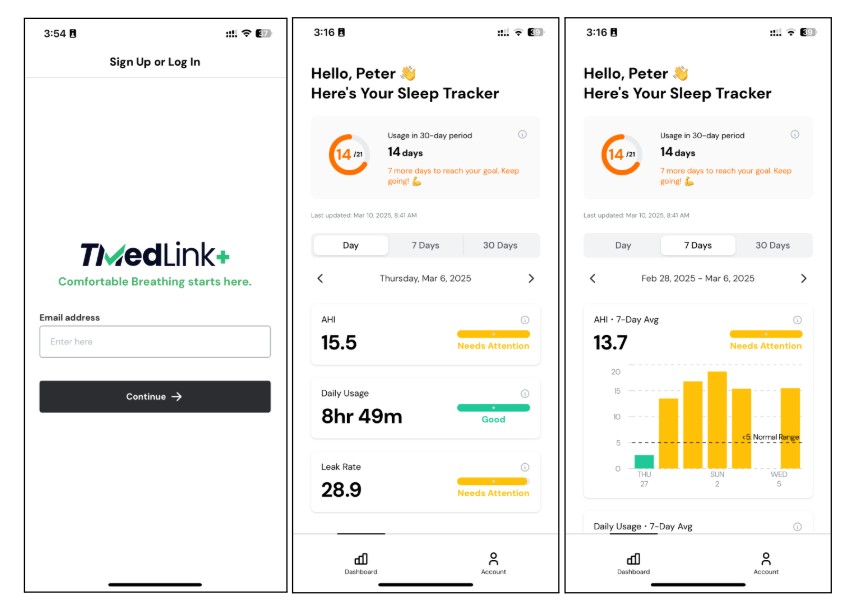 3:54
37
Sign Up or Log In
TMedLink+
Comfortable Breathing starts here.
Email address
Enter here
Continue →
3:16
Hello, Peter 👋
Here's Your Sleep Tracker
14 /21
Usage in 30-day period
14 days
7 more days to reach your goal. Keep
going! 💪
Last updated: Mar 10, 2025, 8:41 AM
Day
7 Days
30 Days
Thursday, Mar 6, 2025
AHI
15.5
Needs Attention
Daily Usage
8hr 49m
Good
Leak Rate
28.9
Needs Attention
Dashboard
Account
3:16
Hello, Peter 👋
Here's Your Sleep Tracker
14 /21
Usage in 30-day period
14 days
7 more days to reach your goal. Keep
going! 💪
Last updated: Mar 10, 2025, 8:41 AM
Day
7 Days
30 Days
Feb 28, 2025 - Mar 6, 2025
AHI • 7-Day Avg
13.7
Needs Attention
20
15
10
<5: Normal Range
5
0
THU
SUN
WED
27
2
5
Daily Usage • 7-Day Avg
Dashboard
Account